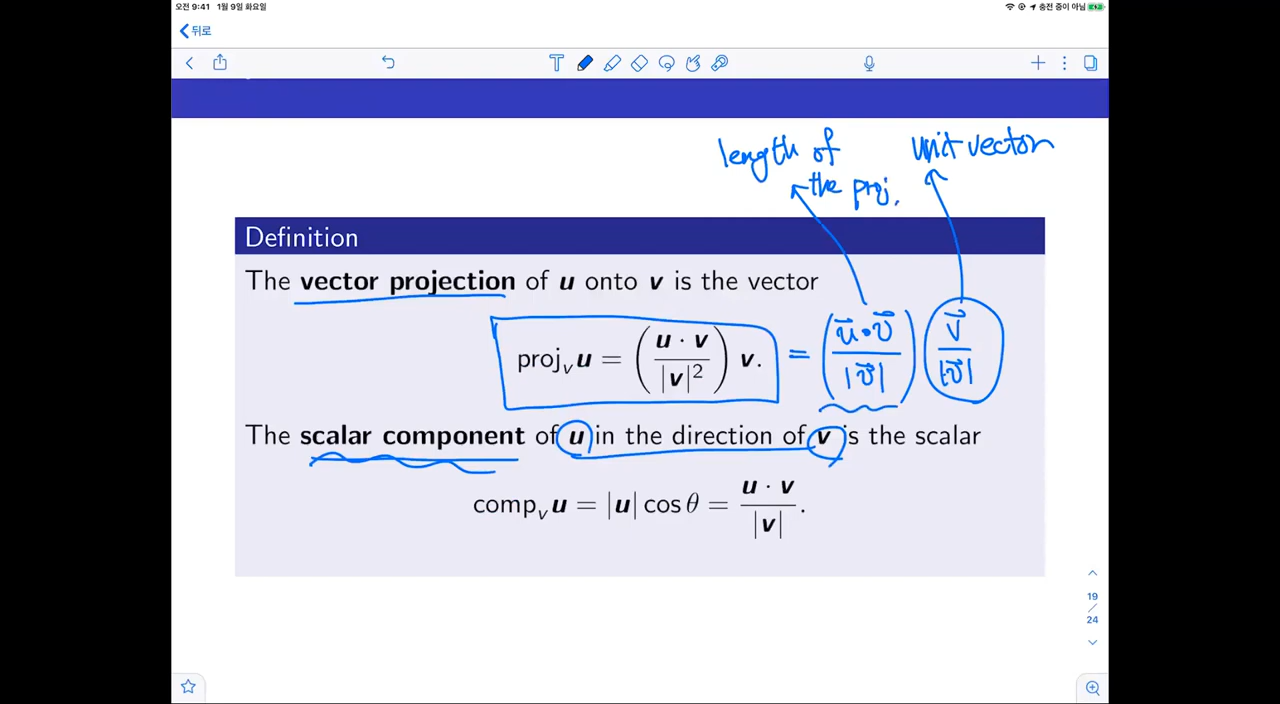 오전 9:41 1월 9일 화요일 충전 중이 아님
뒤로
length of the proj.
unit vector
Definition
The vector projection of u onto v is the vector
proj_v u = (u · v / |v|²) v. = (u⃗ · v⃗ / |v⃗|) (v⃗ / |v⃗|)
The scalar component of u in the direction of v is the scalar
comp_v u = |u| cos θ = u · v / |v|.
19
/
24